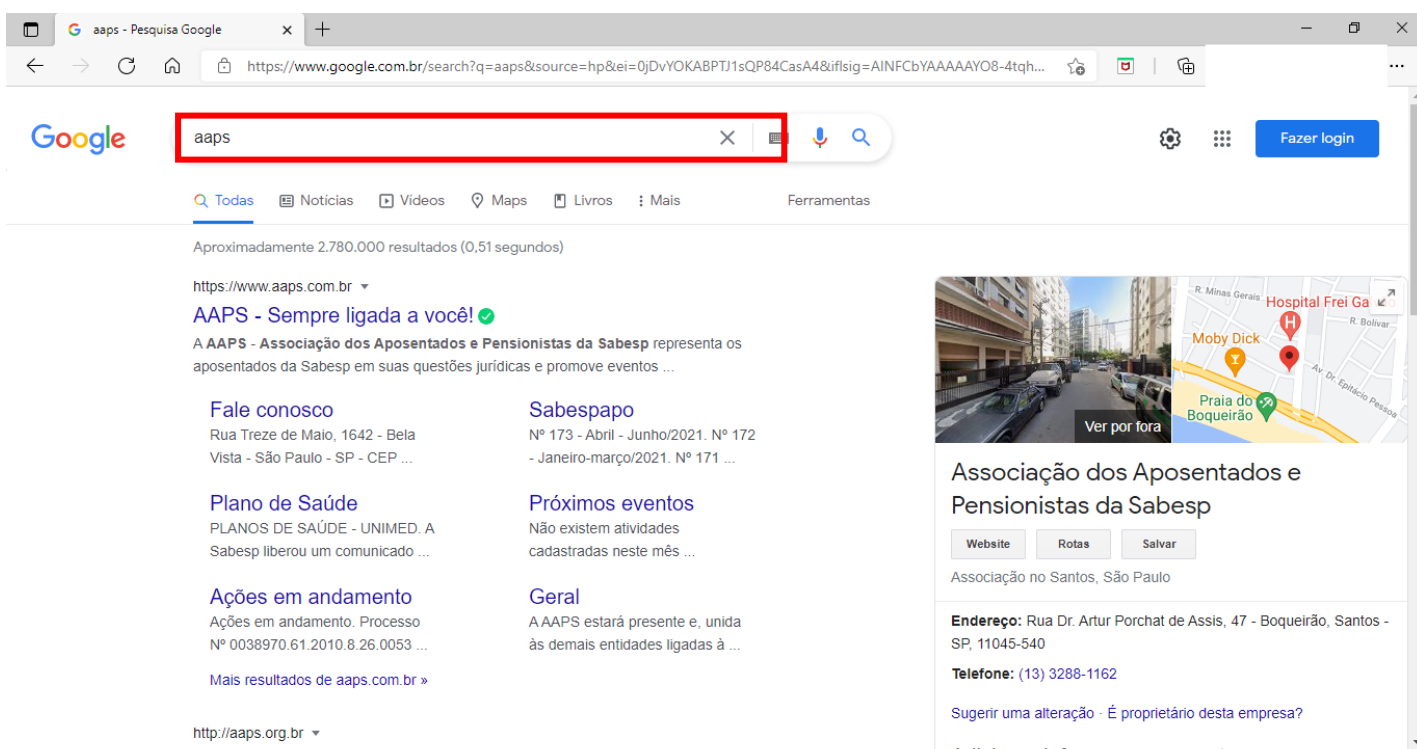 aaps - Pesquisa Google
https://www.google.com.br/search?q=aaps&source=hp&ei=0jDvYOKABPTJ1sQP84CasA4&iflsig=AINFCbYAAAAAYO8-4tqh...
Google
aaps
Fazer login
Todas Notícias Vídeos Maps Livros Mais Ferramentas
Aproximadamente 2.780.000 resultados (0,51 segundos)
https://www.aaps.com.br
AAPS - Sempre ligada a você!
A AAPS - Associação dos Aposentados e Pensionistas da Sabesp representa os
aposentados da Sabesp em suas questões jurídicas e promove eventos ...
Fale conosco
Rua Treze de Maio, 1642 - Bela
Vista - São Paulo - SP - CEP ...
Sabespapo
Nº 173 - Abril - Junho/2021. Nº 172
- Janeiro-março/2021. Nº 171 ...
Plano de Saúde
PLANOS DE SAÚDE - UNIMED. A
Sabesp liberou um comunicado ...
Próximos eventos
Não existem atividades
cadastradas neste mês ...
Ações em andamento
Ações em andamento. Processo
Nº 0038970.61.2010.8.26.0053 ...
Geral
A AAPS estará presente e, unida
às demais entidades ligadas à ...
Mais resultados de aaps.com.br »
http://aaps.org.br
R. Minas Gerais
Hospital Frei Ga
R. Bolivar
Moby Dick
Av. Dr. Epitácio Pessoa
Praia do
Boqueirão
Ver por fora
Associação dos Aposentados e
Pensionistas da Sabesp
Website Rotas Salvar
Associação no Santos, São Paulo
Endereço: Rua Dr. Artur Porchat de Assis, 47 - Boqueirão, Santos -
SP, 11045-540
Telefone: (13) 3288-1162
Sugerir uma alteração · É proprietário desta empresa?